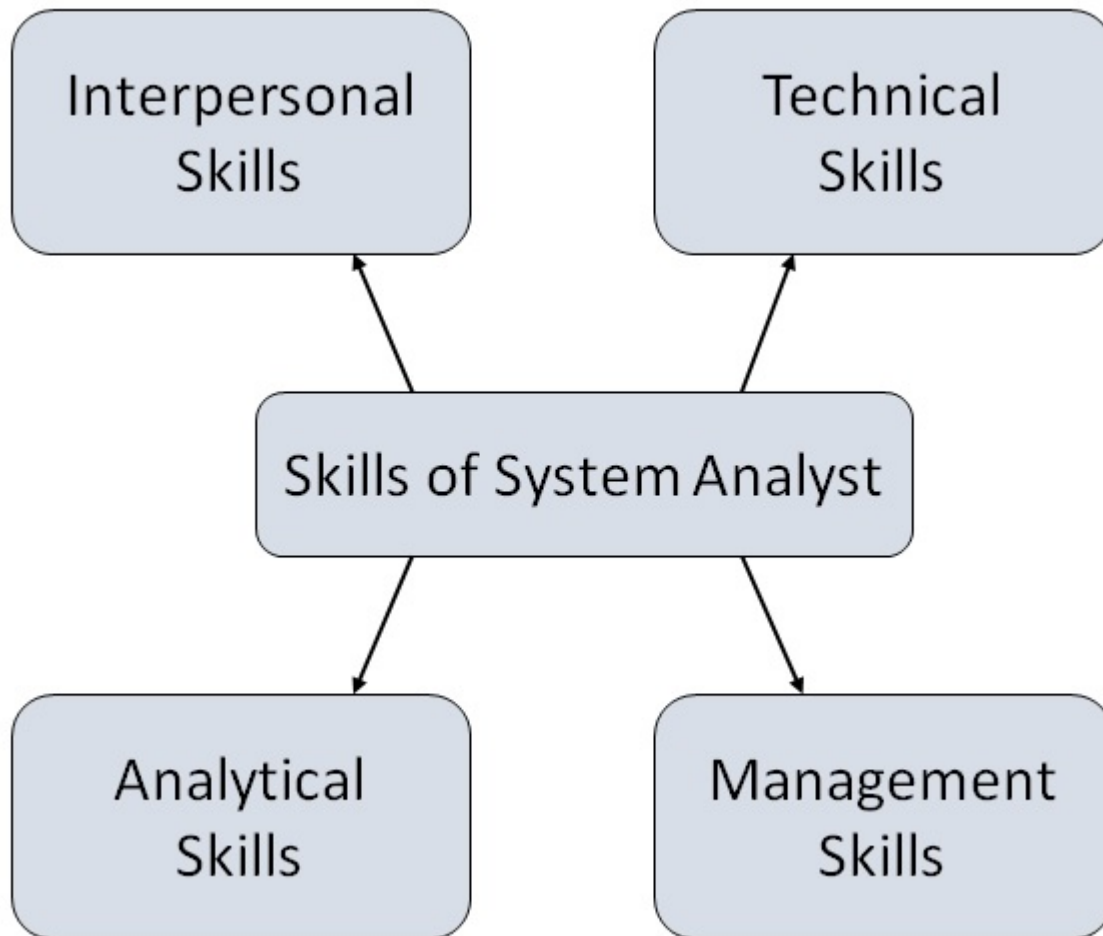 Interpersonal
Skills
Technical
Skills
Skills of System Analyst
Analytical
Skills
Management
Skills